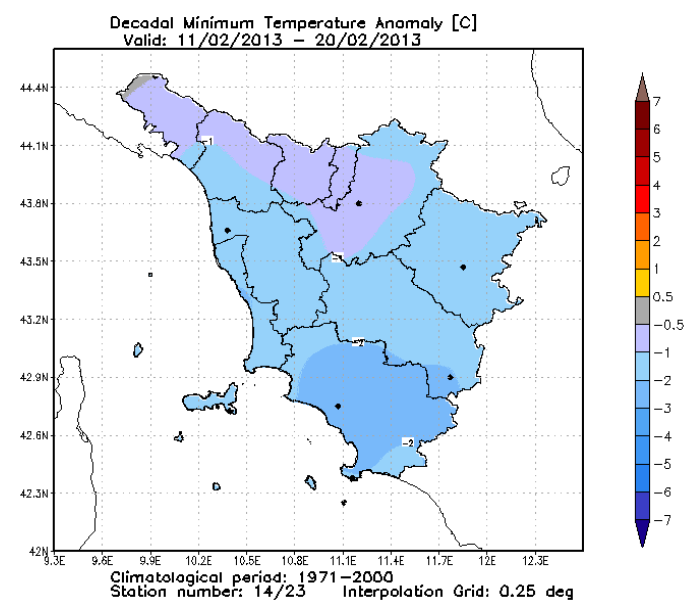 Decadal Minimum Temperature Anomaly [C]
Valid: 11/02/2013 - 20/02/2013
44.4N
44.1N
43.8N
43.5N
43.2N
42.9N
42.6N
42.3N
42N
9.3E 9.6E 9.9E 10.2E 10.5E 10.8E 11.1E 11.4E 11.7E 12E 12.3E
-1
-1
-2
-2
7
6
5
4
3
2
1
0.5
-0.5
-1
-2
-3
-4
-5
-6
-7
Climatological period: 1971-2000
Station number: 14/23 Interpolation Grid: 0.25 deg